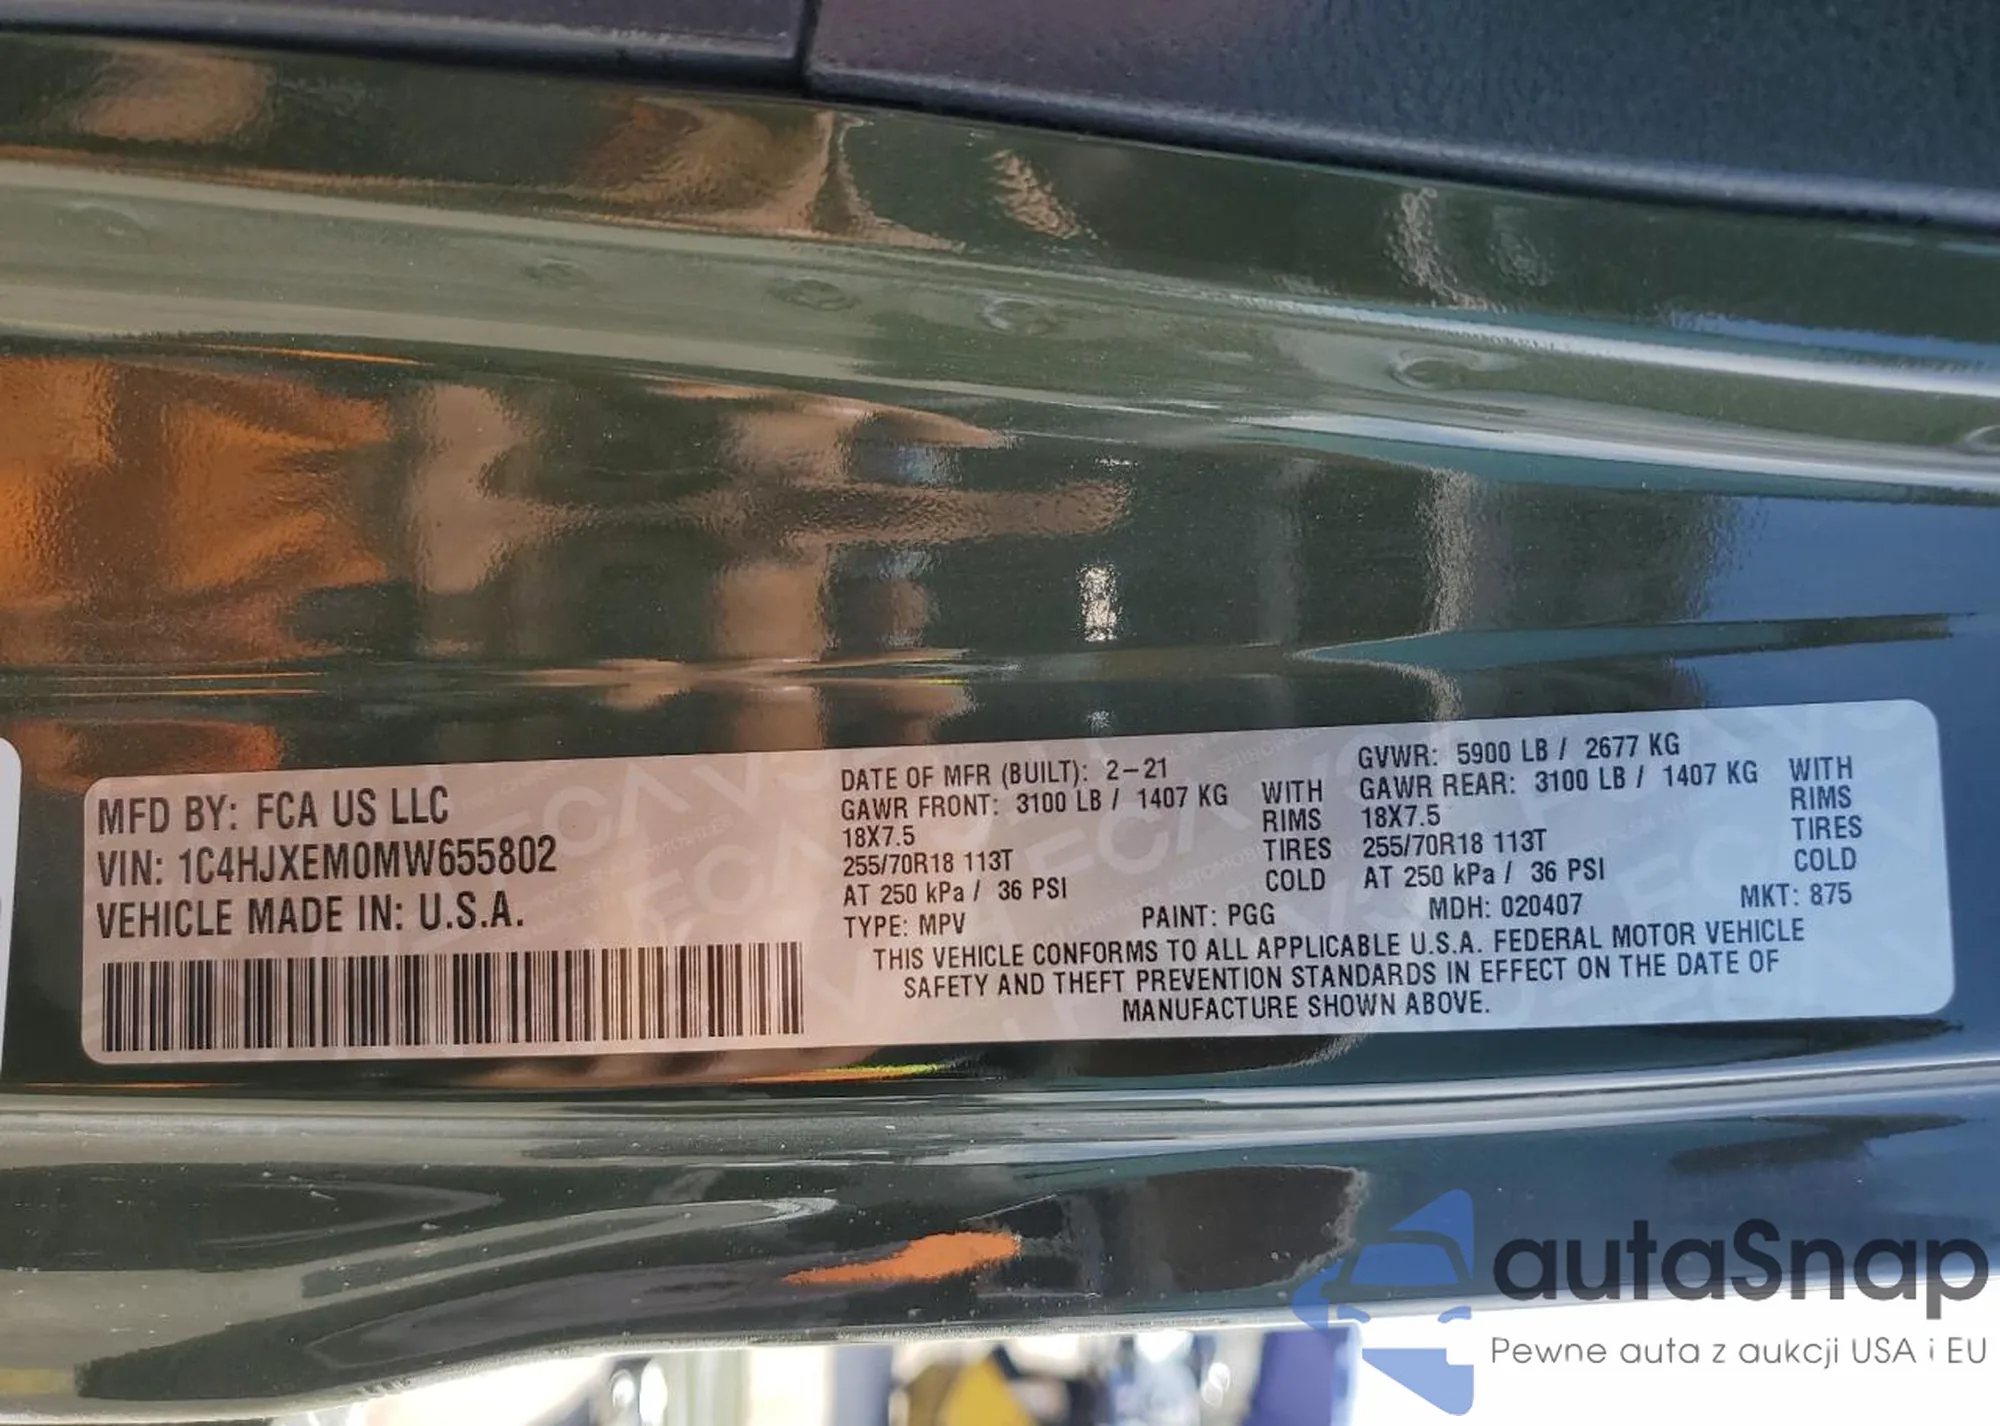 MFD BY: FCA US LLC
VIN: 1C4HJXEM0MW655802
VEHICLE MADE IN: U.S.A.
DATE OF MFR (BUILT): 2-21
GVWR: 5900 LB / 2677 KG
GAWR FRONT: 3100 LB / 1407 KG WITH
GAWR REAR: 3100 LB / 1407 KG WITH
18X7.5 RIMS
18X7.5 RIMS
255/70R18 113T TIRES
255/70R18 113T TIRES
AT 250 kPa / 36 PSI COLD
AT 250 kPa / 36 PSI COLD
TYPE: MPV PAINT: PGG MDH: 020407 MKT: 875
THIS VEHICLE CONFORMS TO ALL APPLICABLE U.S.A. FEDERAL MOTOR VEHICLE
SAFETY AND THEFT PREVENTION STANDARDS IN EFFECT ON THE DATE OF
MANUFACTURE SHOWN ABOVE.
autaSnap
Pewne auta z aukcji USA i EU